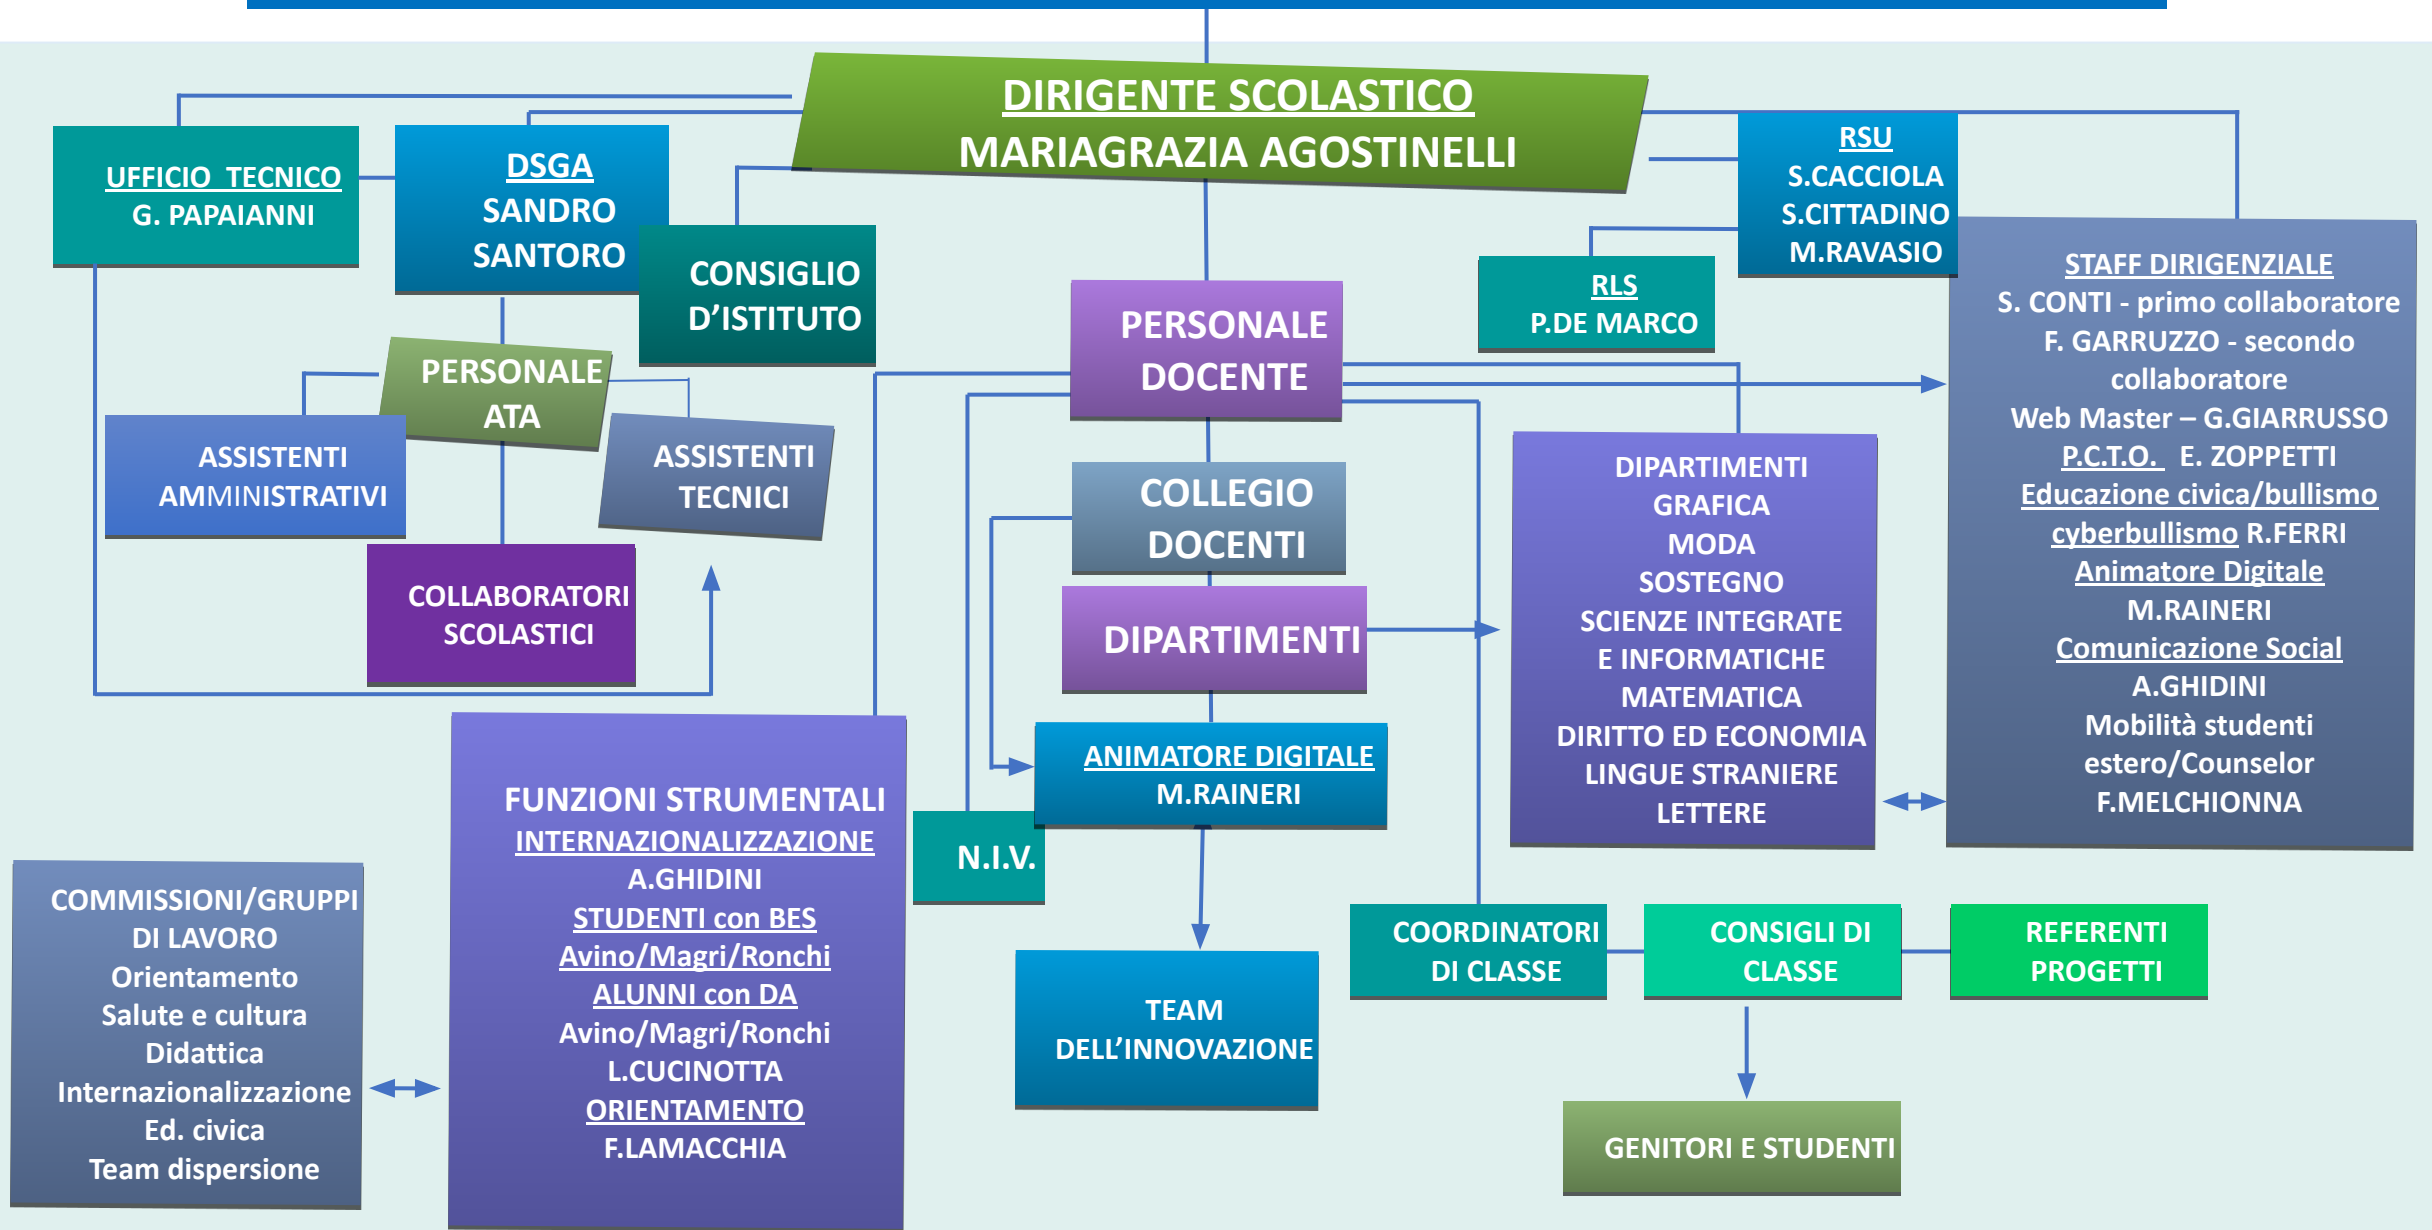 DIRIGENTE SCOLASTICO
MARIAGRAZIA AGOSTINELLI
UFFICIO TECNICO
G. PAPAIANNI
DSGA
SANDRO
SANTORO
CONSIGLIO
D'ISTITUTO
RSU
S.CACCIOLA
S.CITTADINO
M.RAVASIO
RLS
P.DE MARCO
STAFF DIRIGENZIALE
S. CONTI - primo collaboratore
F. GARRUZZO - secondo
collaboratore
Web Master – G.GIARRUSSO
P.C.T.O. E. ZOPPETTI
Educazione civica/bullismo
cyberbullismo R.FERRI
Animatore Digitale
M.RAINERI
Comunicazione Social
A.GHIDINI
Mobilità studenti
estero/Counselor
F.MELCHIONNA
PERSONALE
DOCENTE
PERSONALE
ATA
ASSISTENTI
AMMINISTRATIVI
ASSISTENTI
TECNICI
COLLABORATORI
SCOLASTICI
COLLEGIO
DOCENTI
DIPARTIMENTI
DIPARTIMENTI
GRAFICA
MODA
SOSTEGNO
SCIENZE INTEGRATE
E INFORMATICHE
MATEMATICA
DIRITTO ED ECONOMIA
LINGUE STRANIERE
LETTERE
ANIMATORE DIGITALE
M.RAINERI
N.I.V.
FUNZIONI STRUMENTALI
INTERNAZIONALIZZAZIONE
A.GHIDINI
STUDENTI con BES
Avino/Magri/Ronchi
ALUNNI con DA
Avino/Magri/Ronchi
L.CUCINOTTA
ORIENTAMENTO
F.LAMACCHIA
COMMISSIONI/GRUPPI
DI LAVORO
Orientamento
Salute e cultura
Didattica
Internazionalizzazione
Ed. civica
Team dispersione
TEAM
DELL'INNOVAZIONE
COORDINATORI
DI CLASSE
CONSIGLI DI
CLASSE
REFERENTI
PROGETTI
GENITORI E STUDENTI